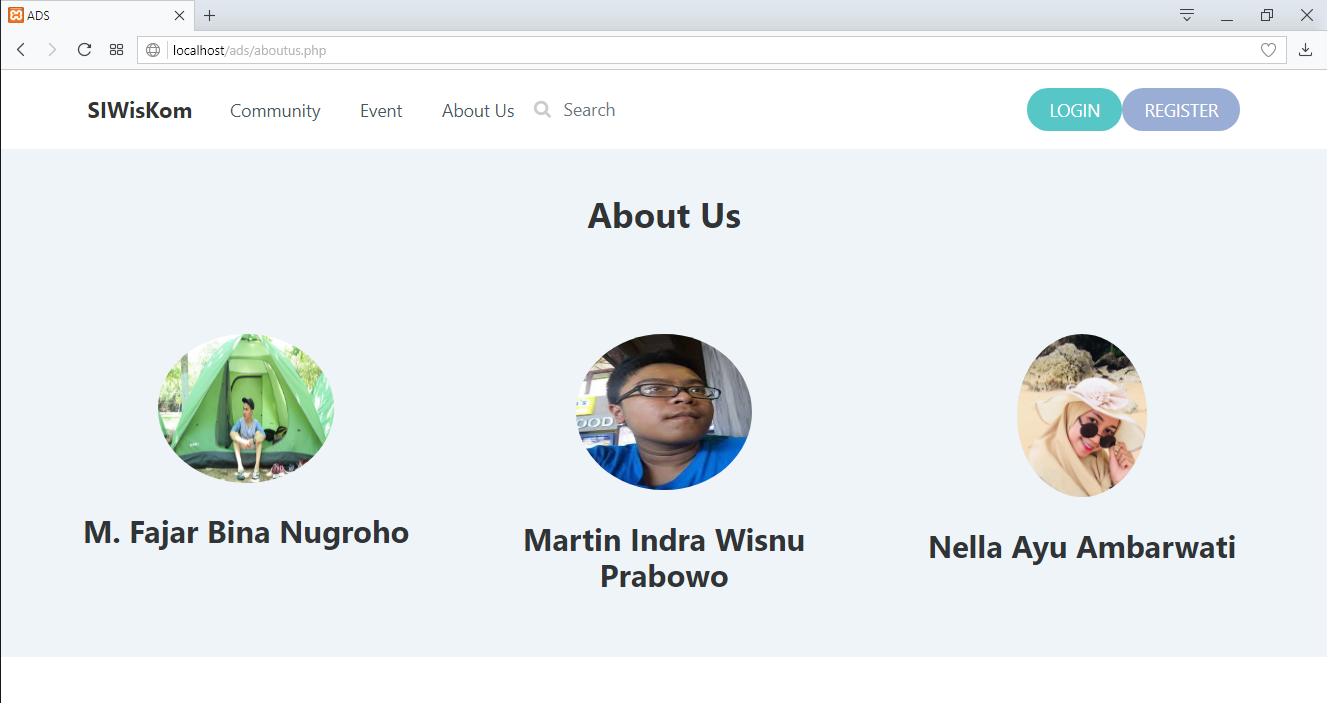 ADS
localhost/ads/aboutus.php
SIWisKom Community Event About Us Search LOGIN REGISTER
About Us
OOD
M. Fajar Bina Nugroho
Martin Indra Wisnu
Prabowo
Nella Ayu Ambarwati